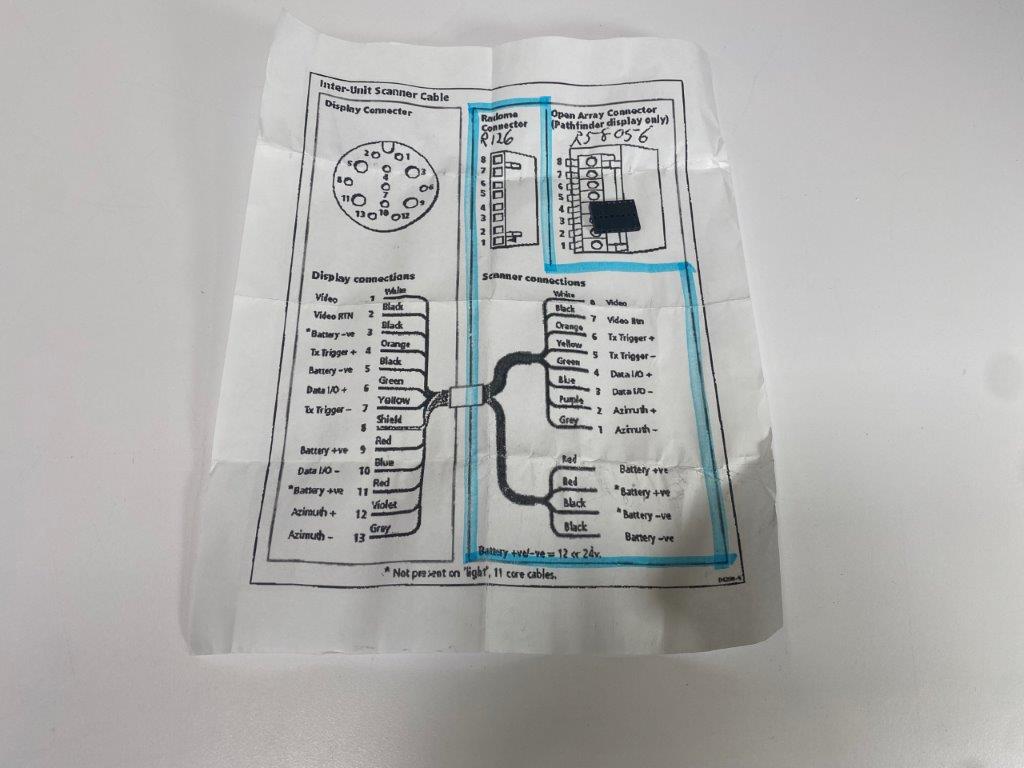 Inter-Unit Scanner Cable
Display Connector
2 1
5 3
4
8 6
7
11 9
13 10 12
Radome
Connector
R126
8
7
6
5
4
3
2
1
Open Array Connector
(Pathfinder display only)
R58056
8
7
6
5
4
3
2
1
Display connections
Video 1 White
Video RTN 2 Black
*Battery -ve 3 Black
Tx Trigger + 4 Orange
Battery -ve 5 Black
Data I/O + 6 Green
Tx Trigger - 7 Yellow
8 Shield
Battery +ve 9 Red
Data I/O - 10 Blue
*Battery +ve 11 Red
Azimuth + 12 Violet
Azimuth - 13 Grey
Scanner connections
White 8 Video
Black 7 Video Rtn
Orange 6 Tx Trigger +
Yellow 5 Tx Trigger -
Green 4 Data I/O +
Blue 3 Data I/O -
Purple 2 Azimuth +
Grey 1 Azimuth -
Red Battery +ve
Red *Battery +ve
Black *Battery -ve
Black Battery -ve
Battery +ve/-ve = 12 or 24v.
* Not present on 'light', 11 core cables.